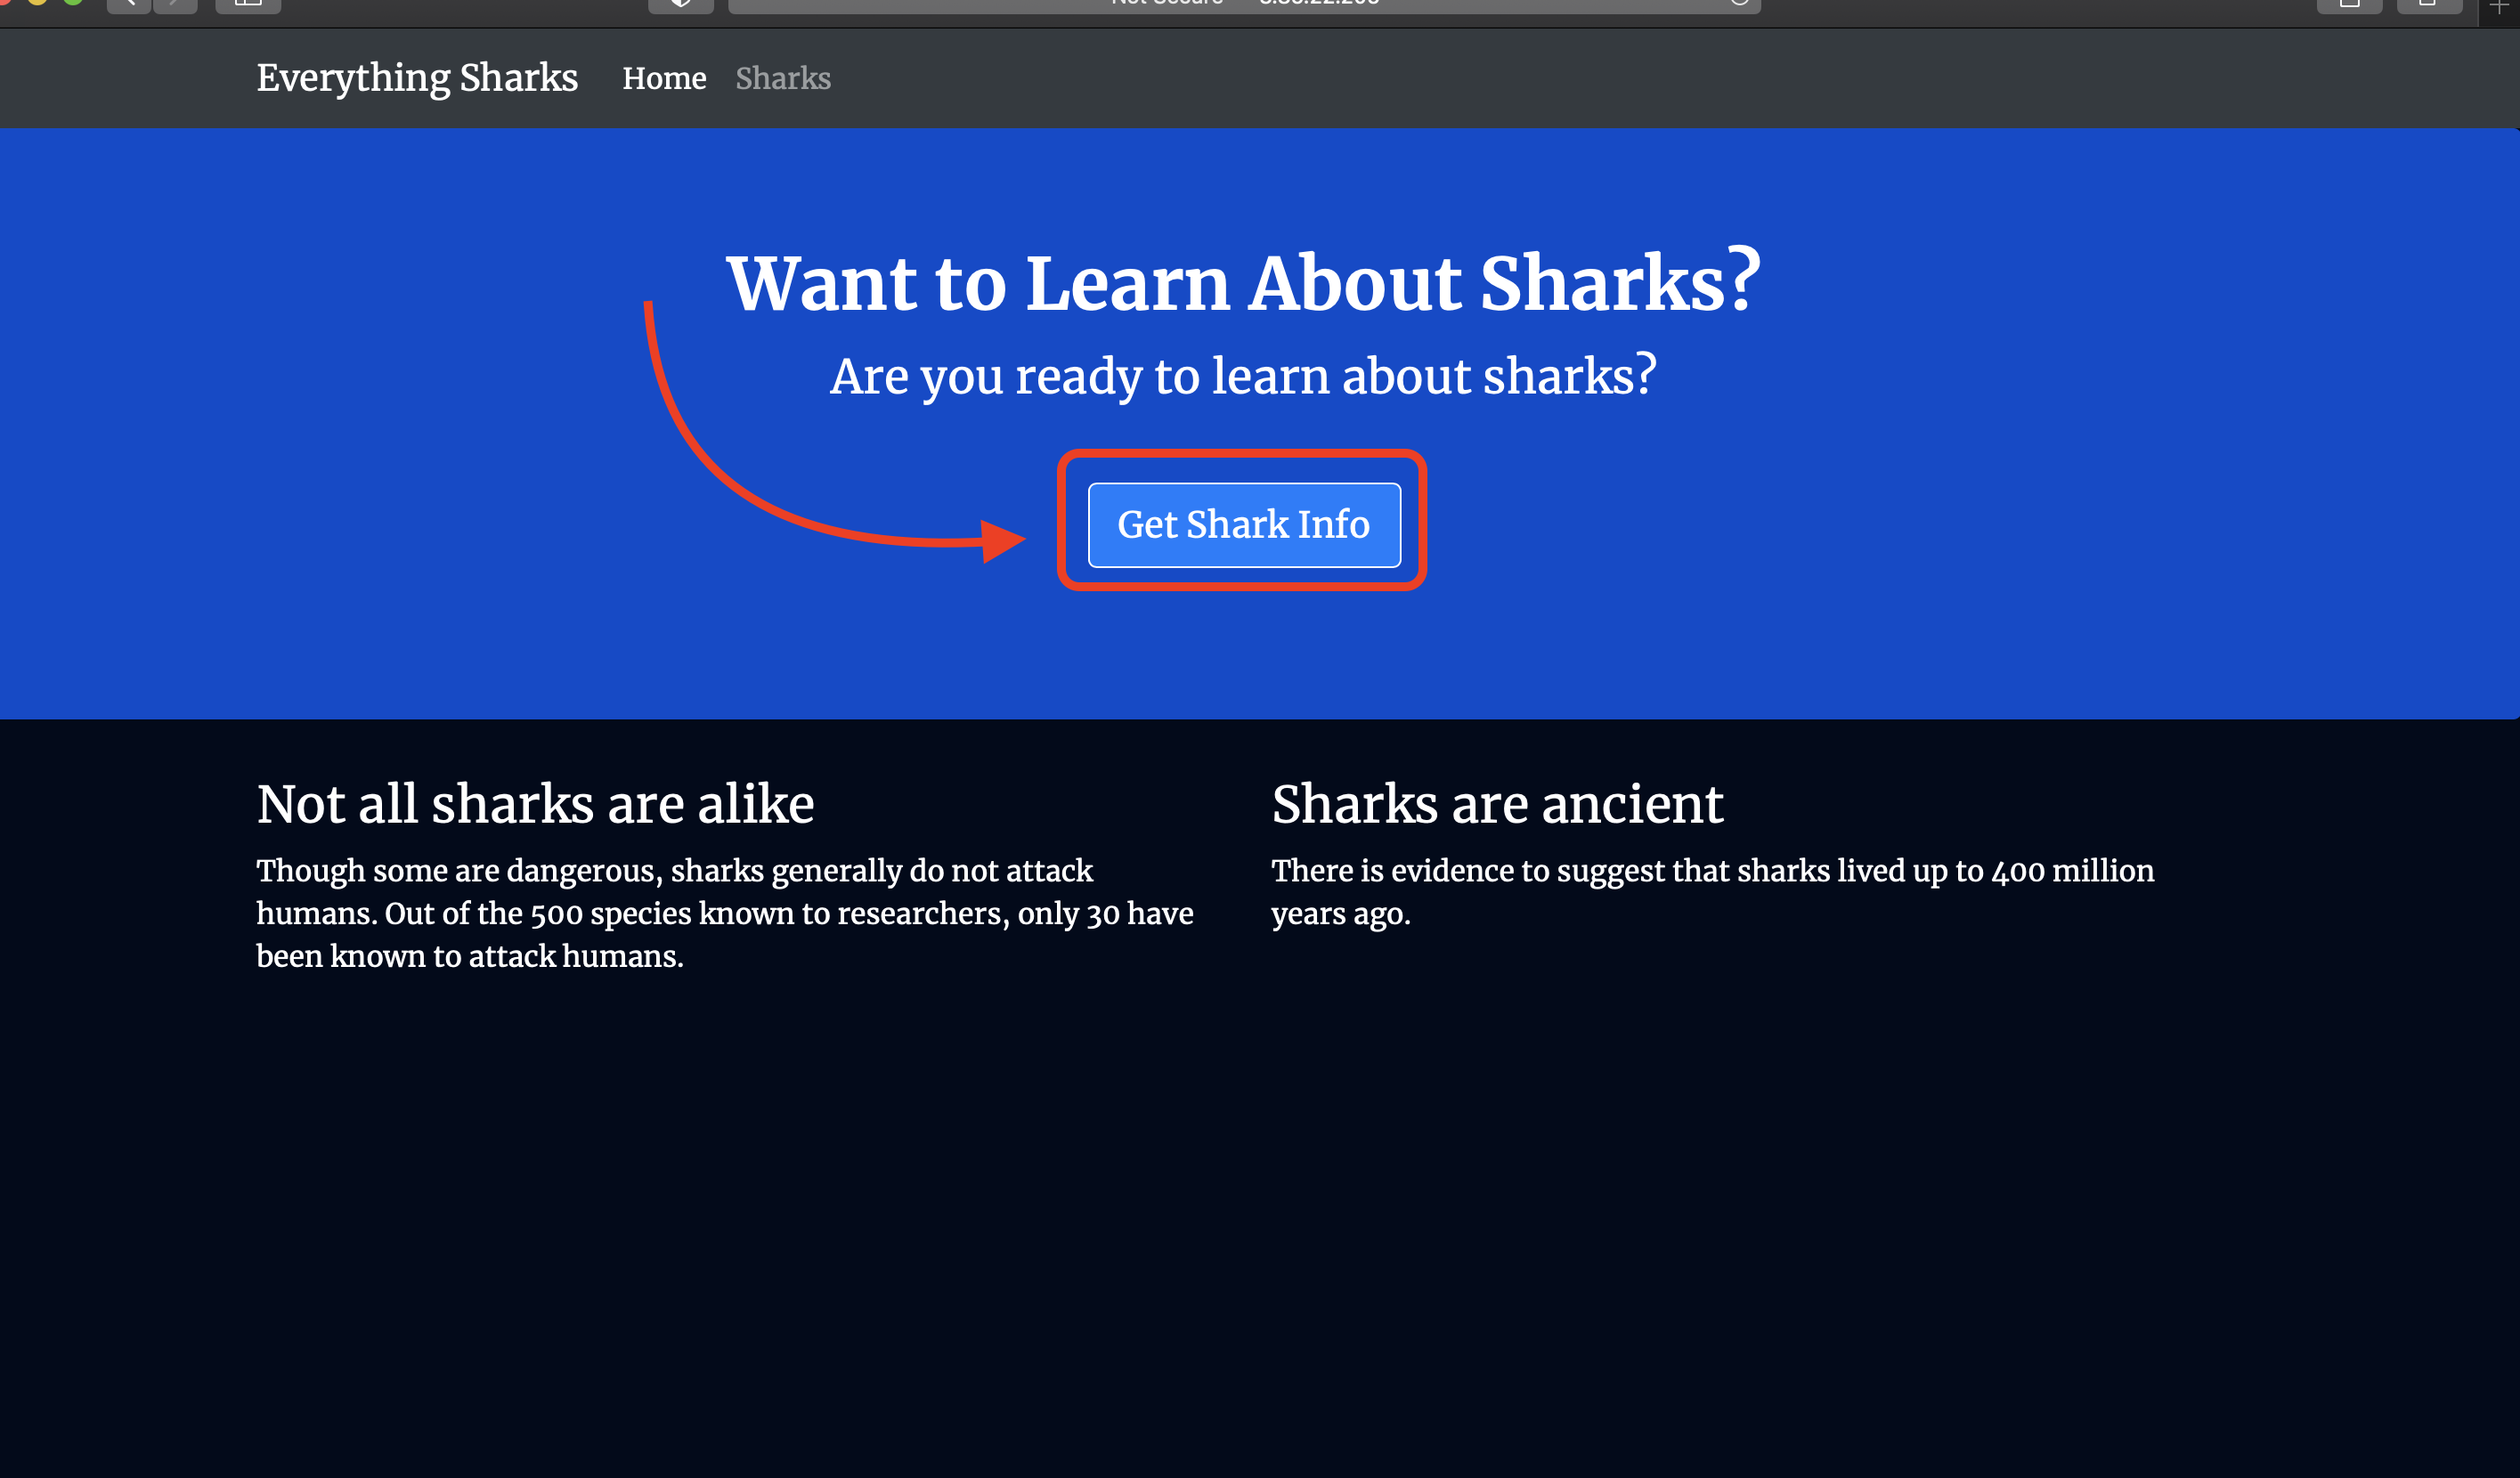 Everything Sharks Home Sharks
Want to Learn About Sharks?
Are you ready to learn about sharks?
Get Shark Info
Not all sharks are alike
Though some are dangerous, sharks generally do not attack
humans. Out of the 500 species known to researchers, only 30 have
been known to attack humans.
Sharks are ancient
There is evidence to suggest that sharks lived up to 400 million
years ago.